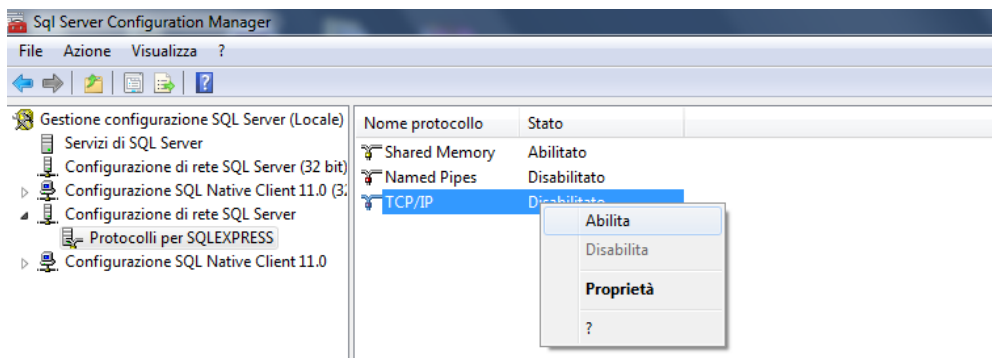 Sql Server Configuration Manager
File Azione Visualizza ?
?
Gestione configurazione SQL Server (Locale)
Servizi di SQL Server
Configurazione di rete SQL Server (32 bit)
Configurazione SQL Native Client 11.0 (32
Configurazione di rete SQL Server
Protocolli per SQLEXPRESS
Configurazione SQL Native Client 11.0
Nome protocollo Stato
Shared Memory Abilitato
Named Pipes Disabilitato
TCP/IP Disabilitato
Abilita
Disabilita
Proprietà
?